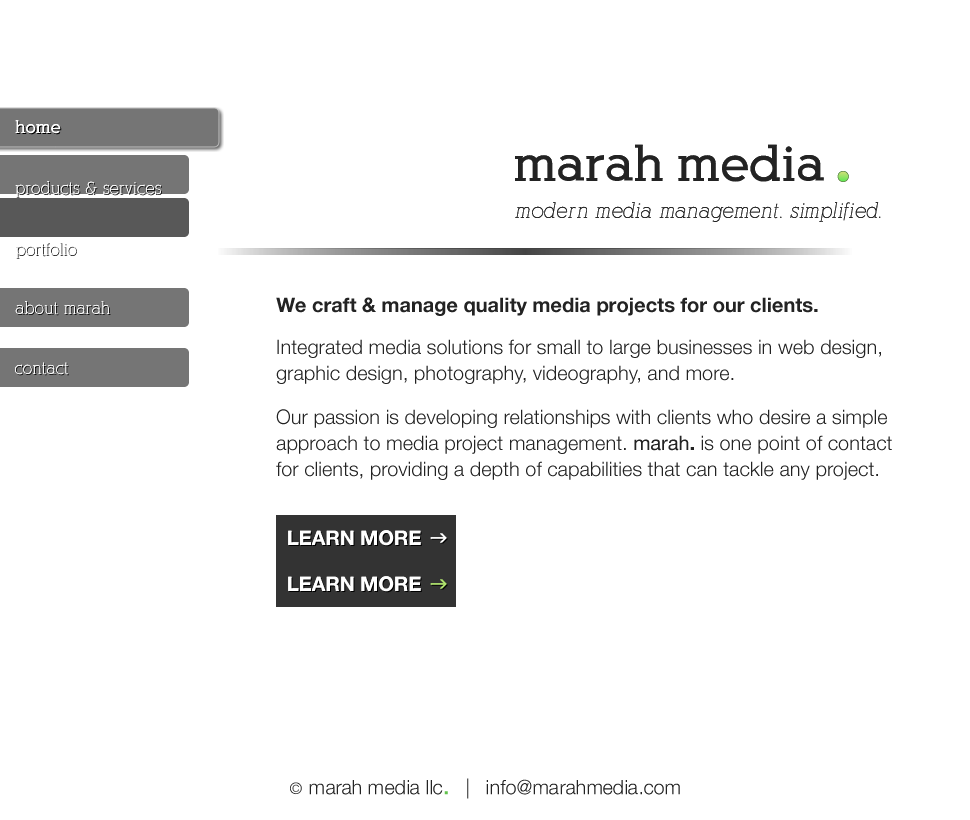 home
products & services
portfolio
about marah
contact
marah media .
modern media management. simplified.
We craft & manage quality media projects for our clients.
Integrated media solutions for small to large businesses in web design,
graphic design, photography, videography, and more.
Our passion is developing relationships with clients who desire a simple
approach to media project management. marah. is one point of contact
for clients, providing a depth of capabilities that can tackle any project.
LEARN MORE →
LEARN MORE →
© marah media llc. | info@marahmedia.com